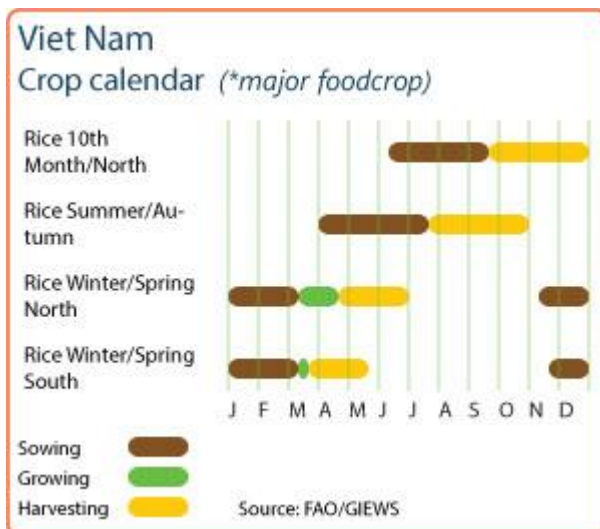 Viet Nam
Crop calendar (*major foodcrop)
Rice 10th
Month/North
Rice Summer/Au-
tumn
Rice Winter/Spring
North
Rice Winter/Spring
South
J F M A M J J A S O N D
Sowing
Growing
Harvesting
Source: FAO/GIEWS